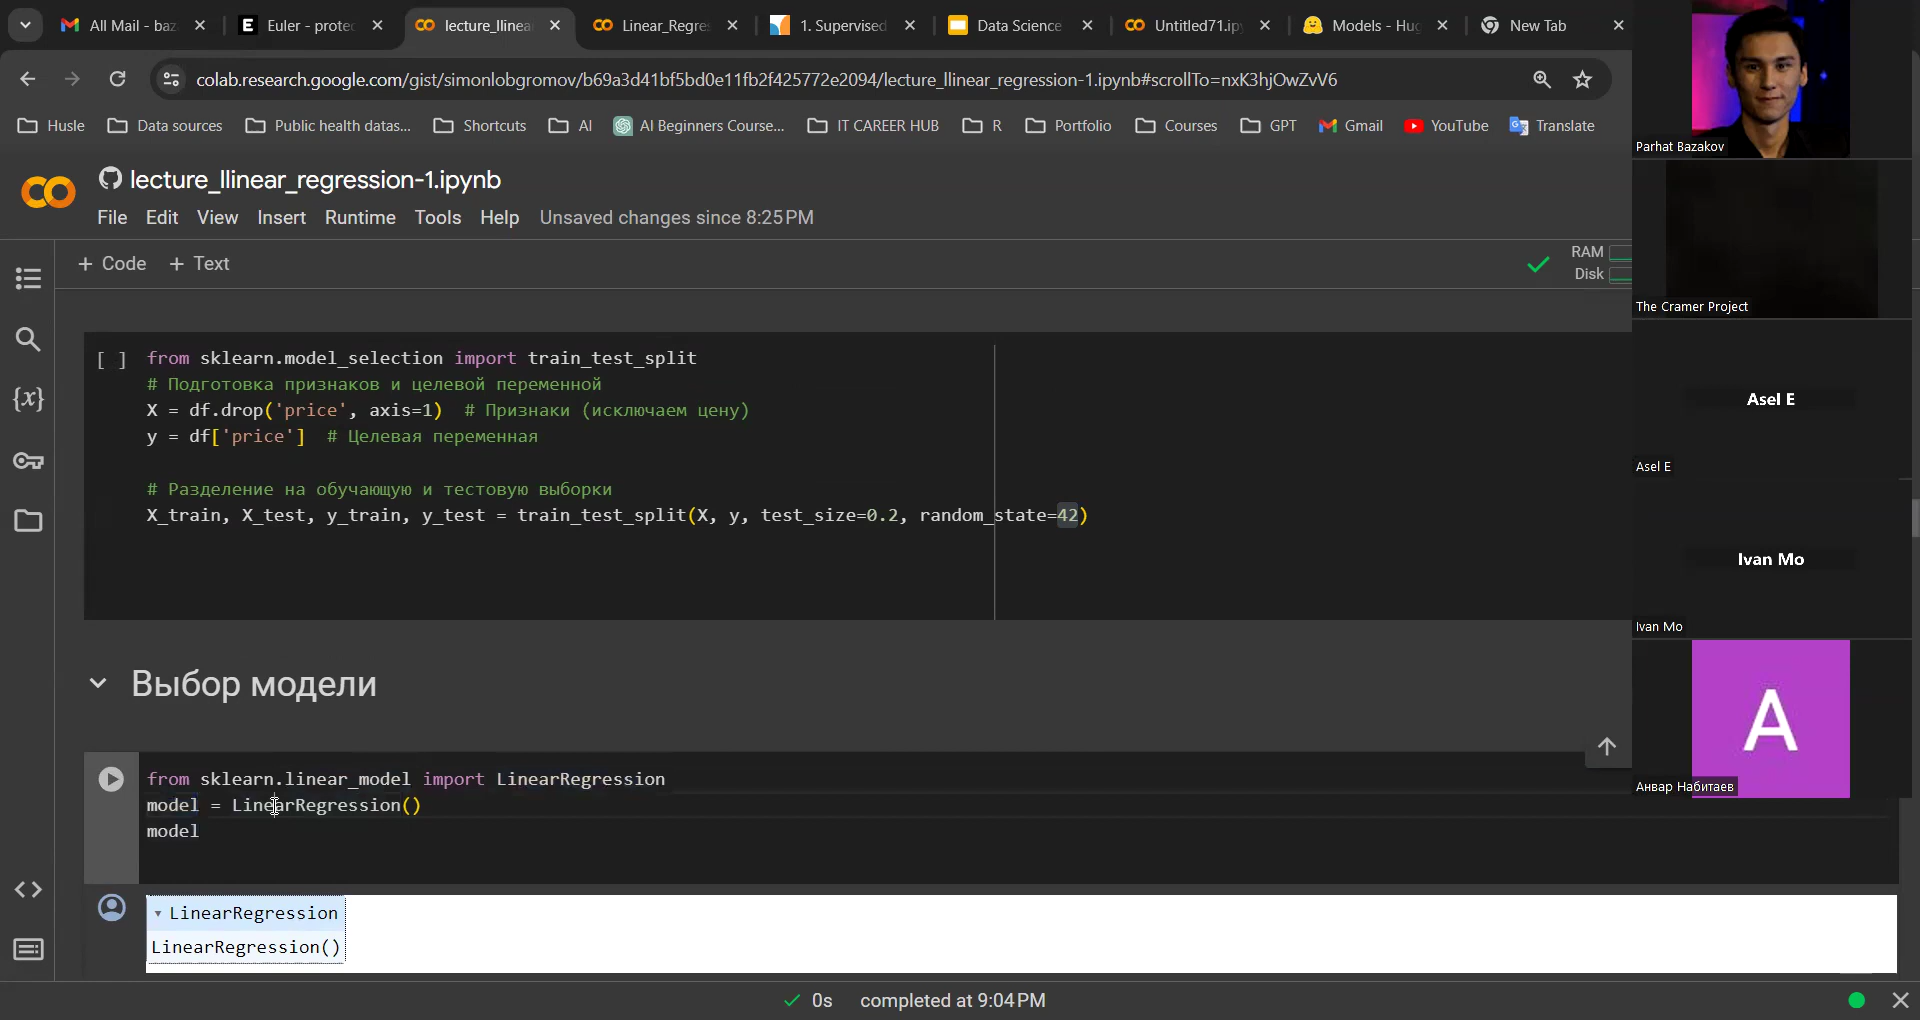 All Mail - baz
Euler - protec
lecture_llinea
Linear_Regre
1. Supervised
Data Science
Untitled71.ip
Models - Hug
New Tab
colab.research.google.com/gist/simonlobgromov/b69a3d41bf5bd0e11fb2f425772e2094/lecture_llinear_regression-1.ipynb#scrollTo=nxK3hjOwZvV6
Husle
Data sources
Public health datas...
Shortcuts
AI
AI Beginners Course...
IT CAREER HUB
R
Portfolio
Courses
GPT
Gmail
YouTube
Translate
lecture_llinear_regression-1.ipynb
File Edit View Insert Runtime Tools Help Unsaved changes since 8:25 PM
+ Code + Text
RAM
Disk
[ ] from sklearn.model_selection import train_test_split
# Подготовка признаков и целевой переменной
X = df.drop('price', axis=1) # Признаки (исключаем цену)
y = df['price'] # Целевая переменная
# Разделение на обучающую и тестовую выборки
X_train, X_test, y_train, y_test = train_test_split(X, y, test_size=0.2, random_state=42)
Выбор модели
from sklearn.linear_model import LinearRegression
model = LinearRegression()
model
LinearRegression
LinearRegression()
0s completed at 9:04 PM
Parhat Bazakov
The Cramer Project
Asel E
Asel E
Ivan Mo
Ivan Mo
A
Анвар Набитаев